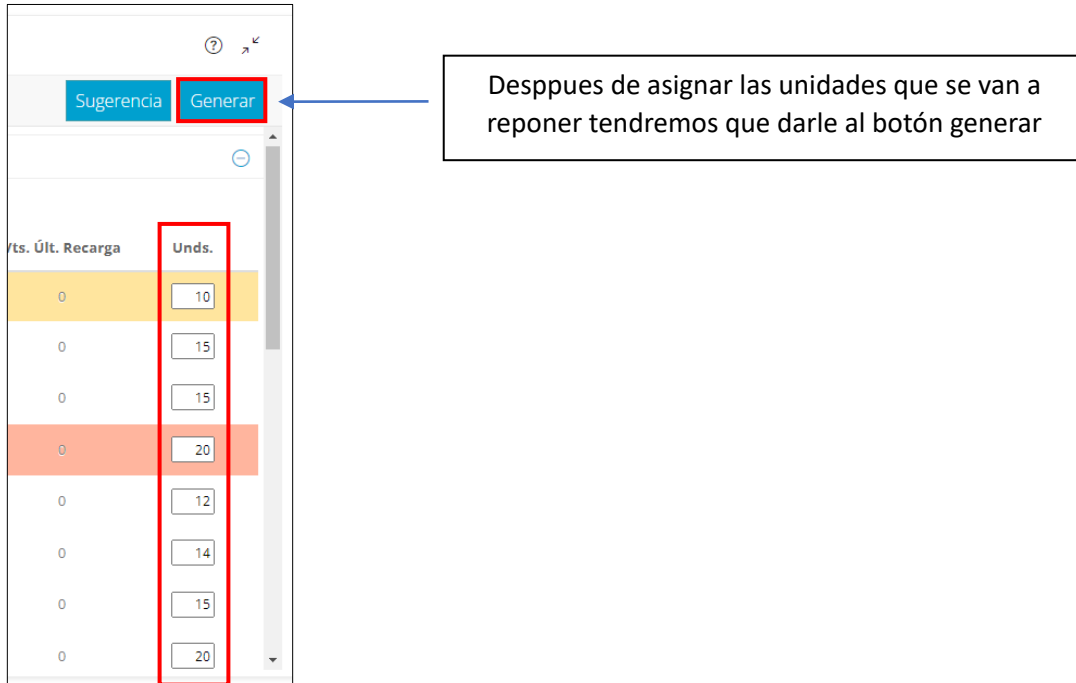 Sugerencia Generar
Desppues de asignar las unidades que se van a
reponer tendremos que darle al botón generar
Vts. Últ. Recarga Unds.
0 10
0 15
0 15
0 20
0 12
0 14
0 15
0 20